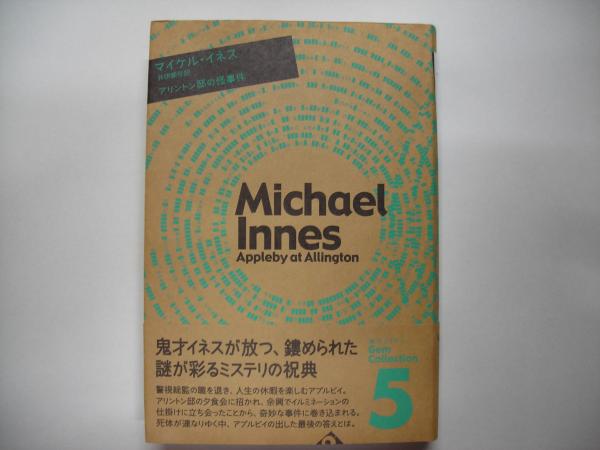 マイケル・イネス
井伊順彦訳
アリントン邸の怪事件
Michael
Innes
Appleby at Allington
鬼才イネスが放つ、鏤められた
謎が彩るミステリの祝典
警視総監の職を退き、人生の休暇を楽しむアプルビイ。
アリントン邸の夕食会に招かれ、余興でイルミネーションの
仕掛けに立ち会ったことから、奇妙な事件に巻き込まれる。
死体が連なりゆく中、アプルビイの出した最後の答えとは。
Gem
Collection
5